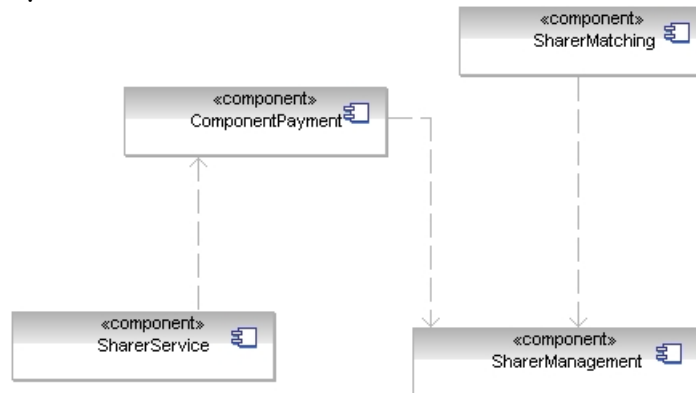 «component»
SharerMatching
«component»
ComponentPayment
«component»
SharerService
«component»
SharerManagement